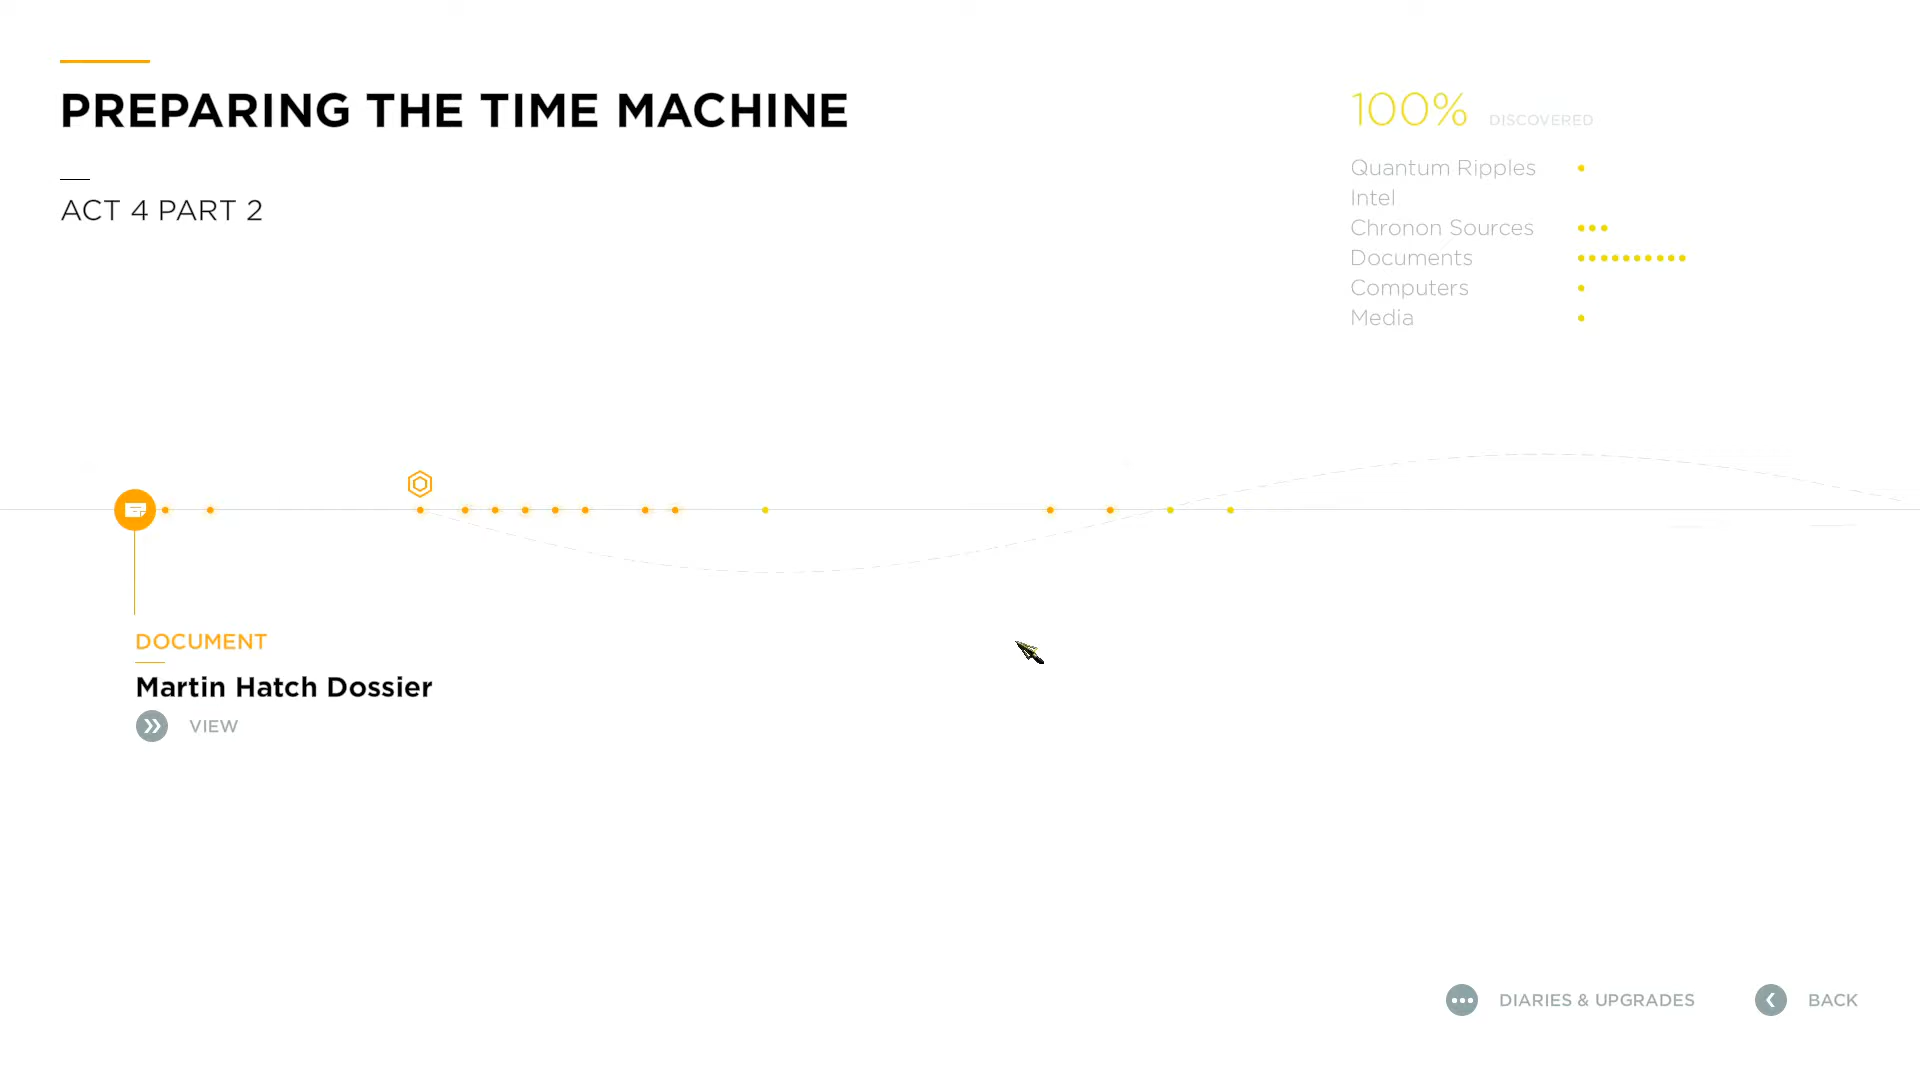 PREPARING THE TIME MACHINE
ACT 4 PART 2
100% DISCOVERED
Quantum Ripples
Intel
Chronon Sources
Documents
Computers
Media
DOCUMENT
Martin Hatch Dossier
VIEW
DIARIES & UPGRADES
BACK